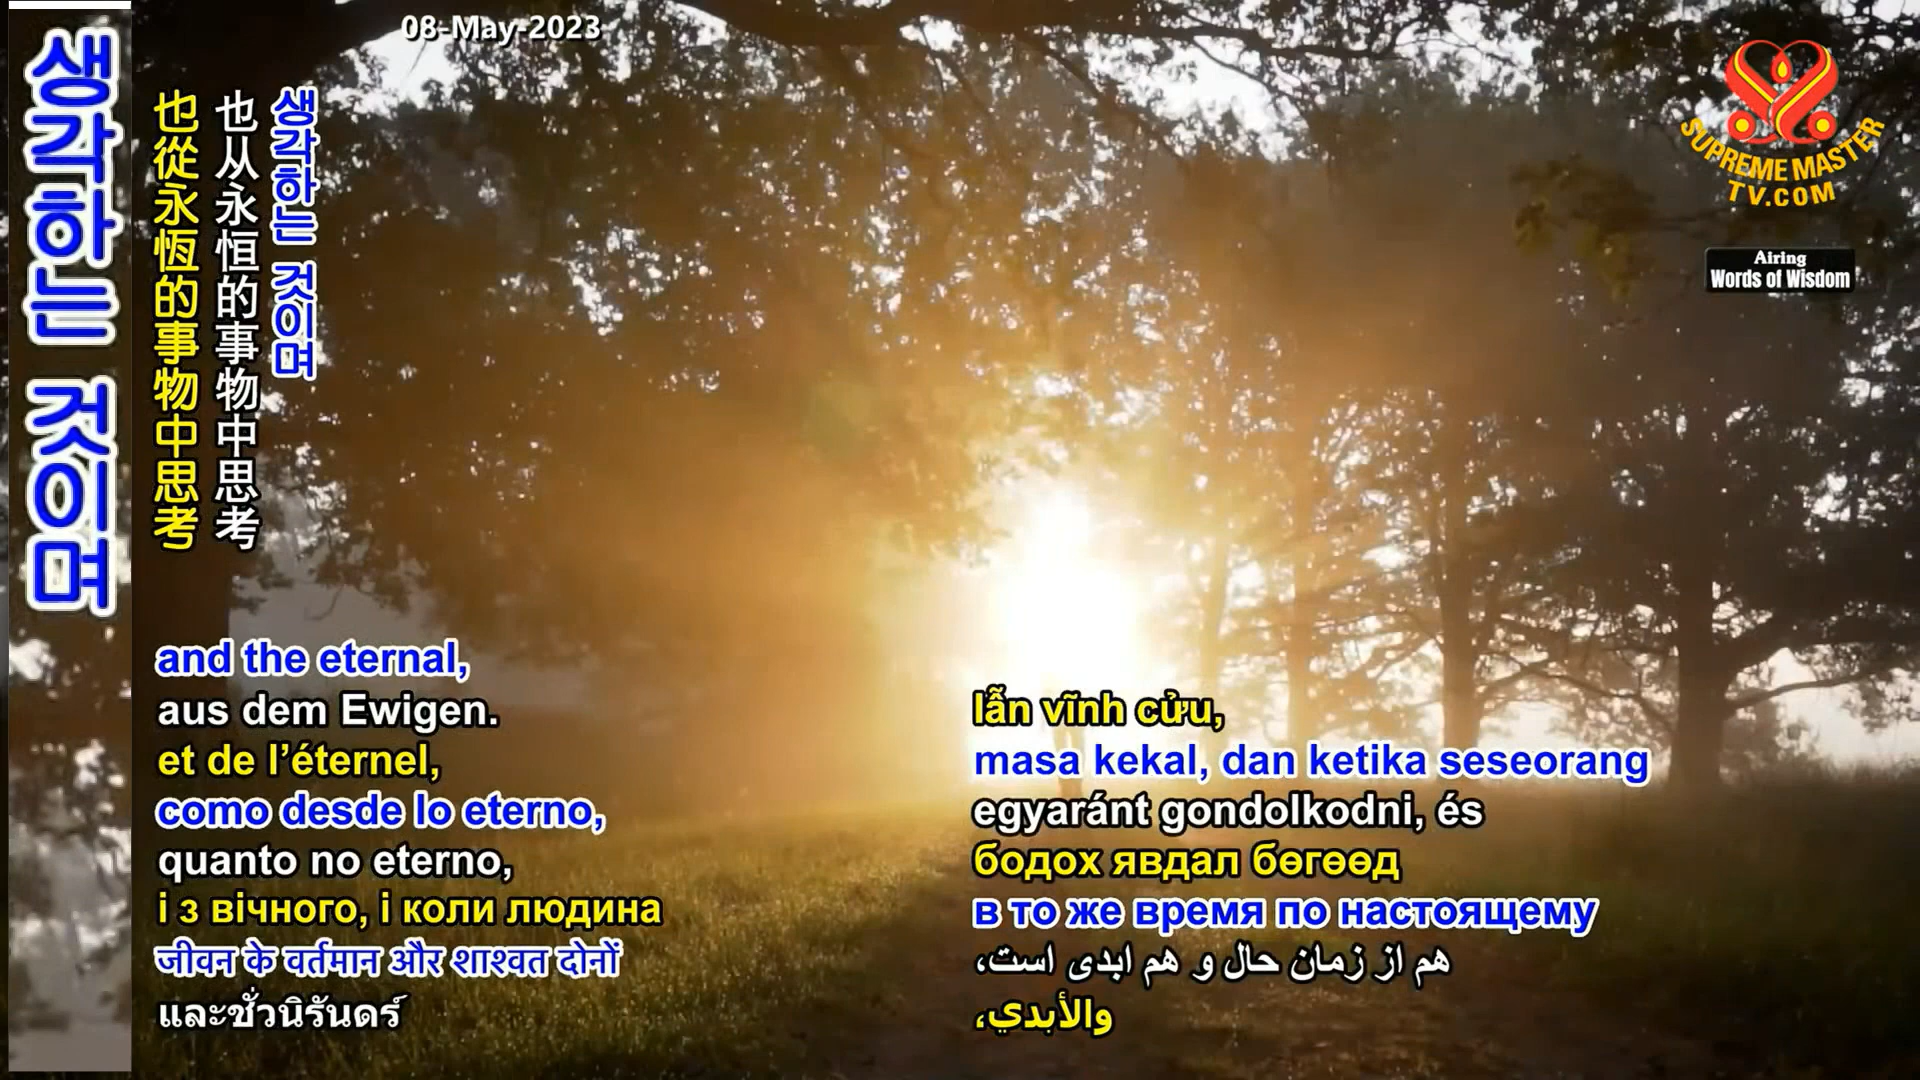 08-May-2023
SUPREME MASTER
TV.COM
Airing
Words of Wisdom
생각하는 것이며
也從永恆的事物中思考
也从永恒的事物中思考
생각하는 것이며
and the eternal,
aus dem Ewigen.
et de l’éternel,
como desde lo eterno,
quanto no eterno,
і з вічного, і коли людина
जीवन के वर्तमान और शाश्वत दोनों
และชั่วนิรันดร์
lẫn vĩnh cửu,
masa kekal, dan ketika seseorang
egyaránt gondolkodni, és
бодох явдал бөгөөд
в то же время по настоящему
هم از زمان حال و هم ابدی است،
والأبدي،